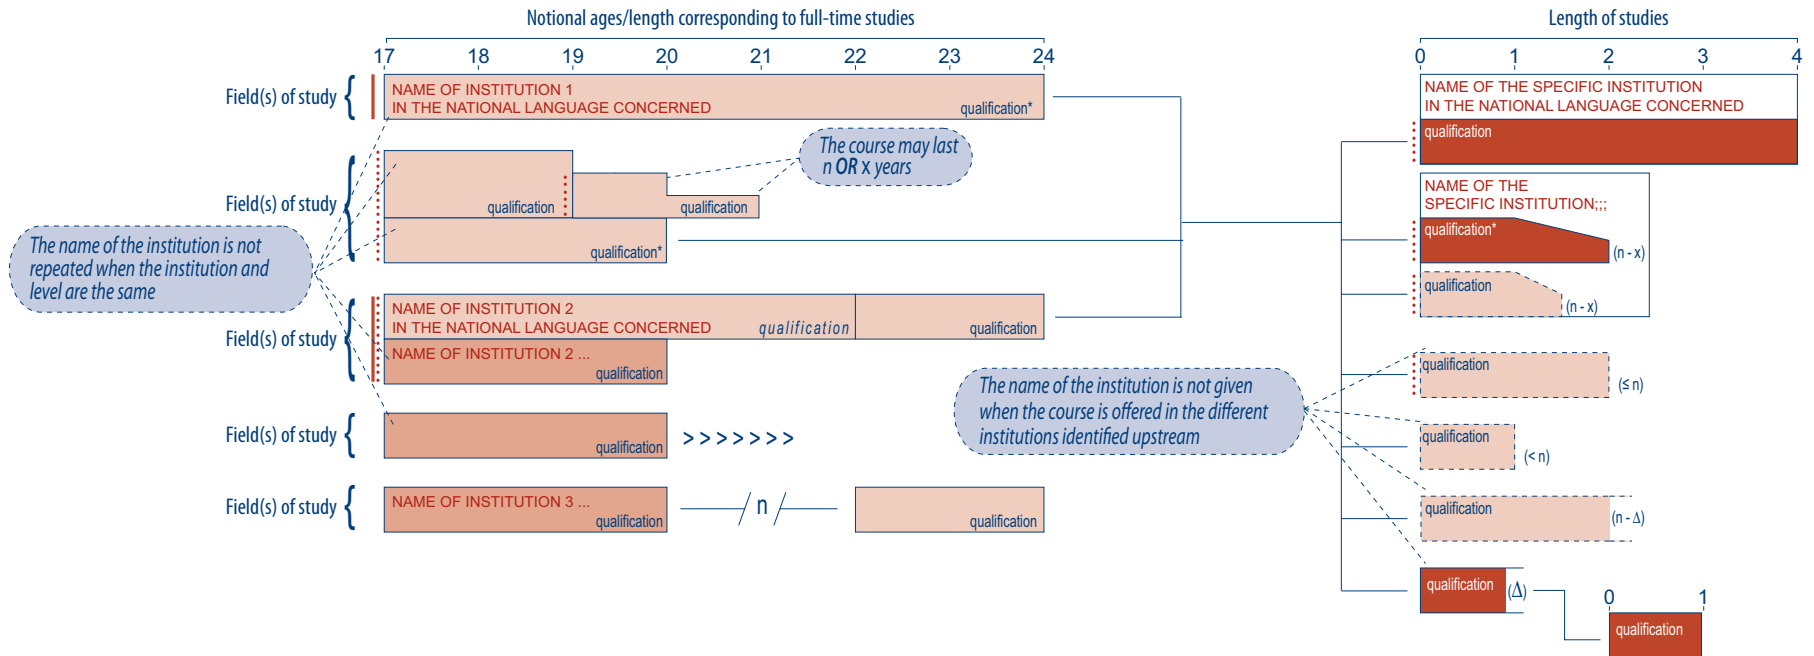 Notional ages/length corresponding to full-time studies
17 18 19 20 21 22 23 24
Field(s) of study {
NAME OF INSTITUTION 1
IN THE NATIONAL LANGUAGE CONCERNED
qualification*
The course may last
n OR x years
Field(s) of study {
qualification
qualification
qualification*
The name of the institution is not
repeated when the institution and
level are the same
Field(s) of study {
NAME OF INSTITUTION 2
IN THE NATIONAL LANGUAGE CONCERNED
qualification
qualification
NAME OF INSTITUTION 2 ...
qualification
Field(s) of study {
qualification
> > > > > > >
Field(s) of study {
NAME OF INSTITUTION 3 ...
qualification
/ n /
qualification
Length of studies
0 1 2 3 4
NAME OF THE SPECIFIC INSTITUTION
IN THE NATIONAL LANGUAGE CONCERNED
qualification
NAME OF THE
SPECIFIC INSTITUTION;;;
qualification*
(n - x)
qualification
(n - x)
The name of the institution is not given
when the course is offered in the different
institutions identified upstream
qualification
(≤ n)
qualification
(< n)
qualification
(n - Δ)
qualification
(Δ)
0 1
qualification